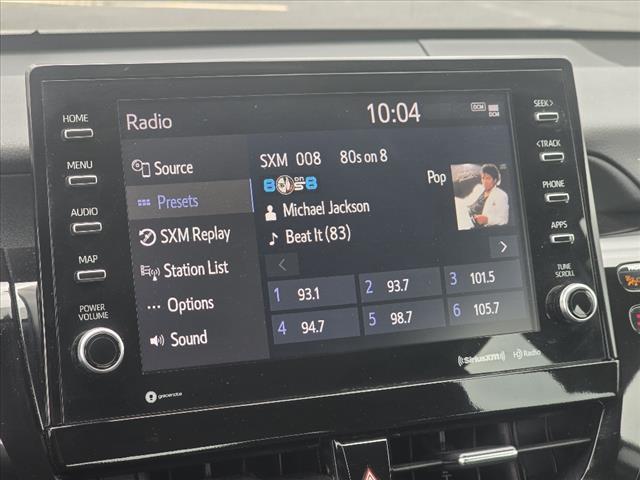 HOME
MENU
AUDIO
MAP
POWER
VOLUME
Radio
10:04
DCM
DCM
Source
Presets
SXM Replay
Station List
Options
Sound
SXM 008 80s on 8
8 on 8
Pop
Michael Jackson
Beat It (83)
<
>
1 93.1
2 93.7
3 101.5
4 94.7
5 98.7
6 105.7
SEEK>
<TRACK
PHONE
APPS
TUNE
SCROLL
gracenote
SiriusXM
HD Radio